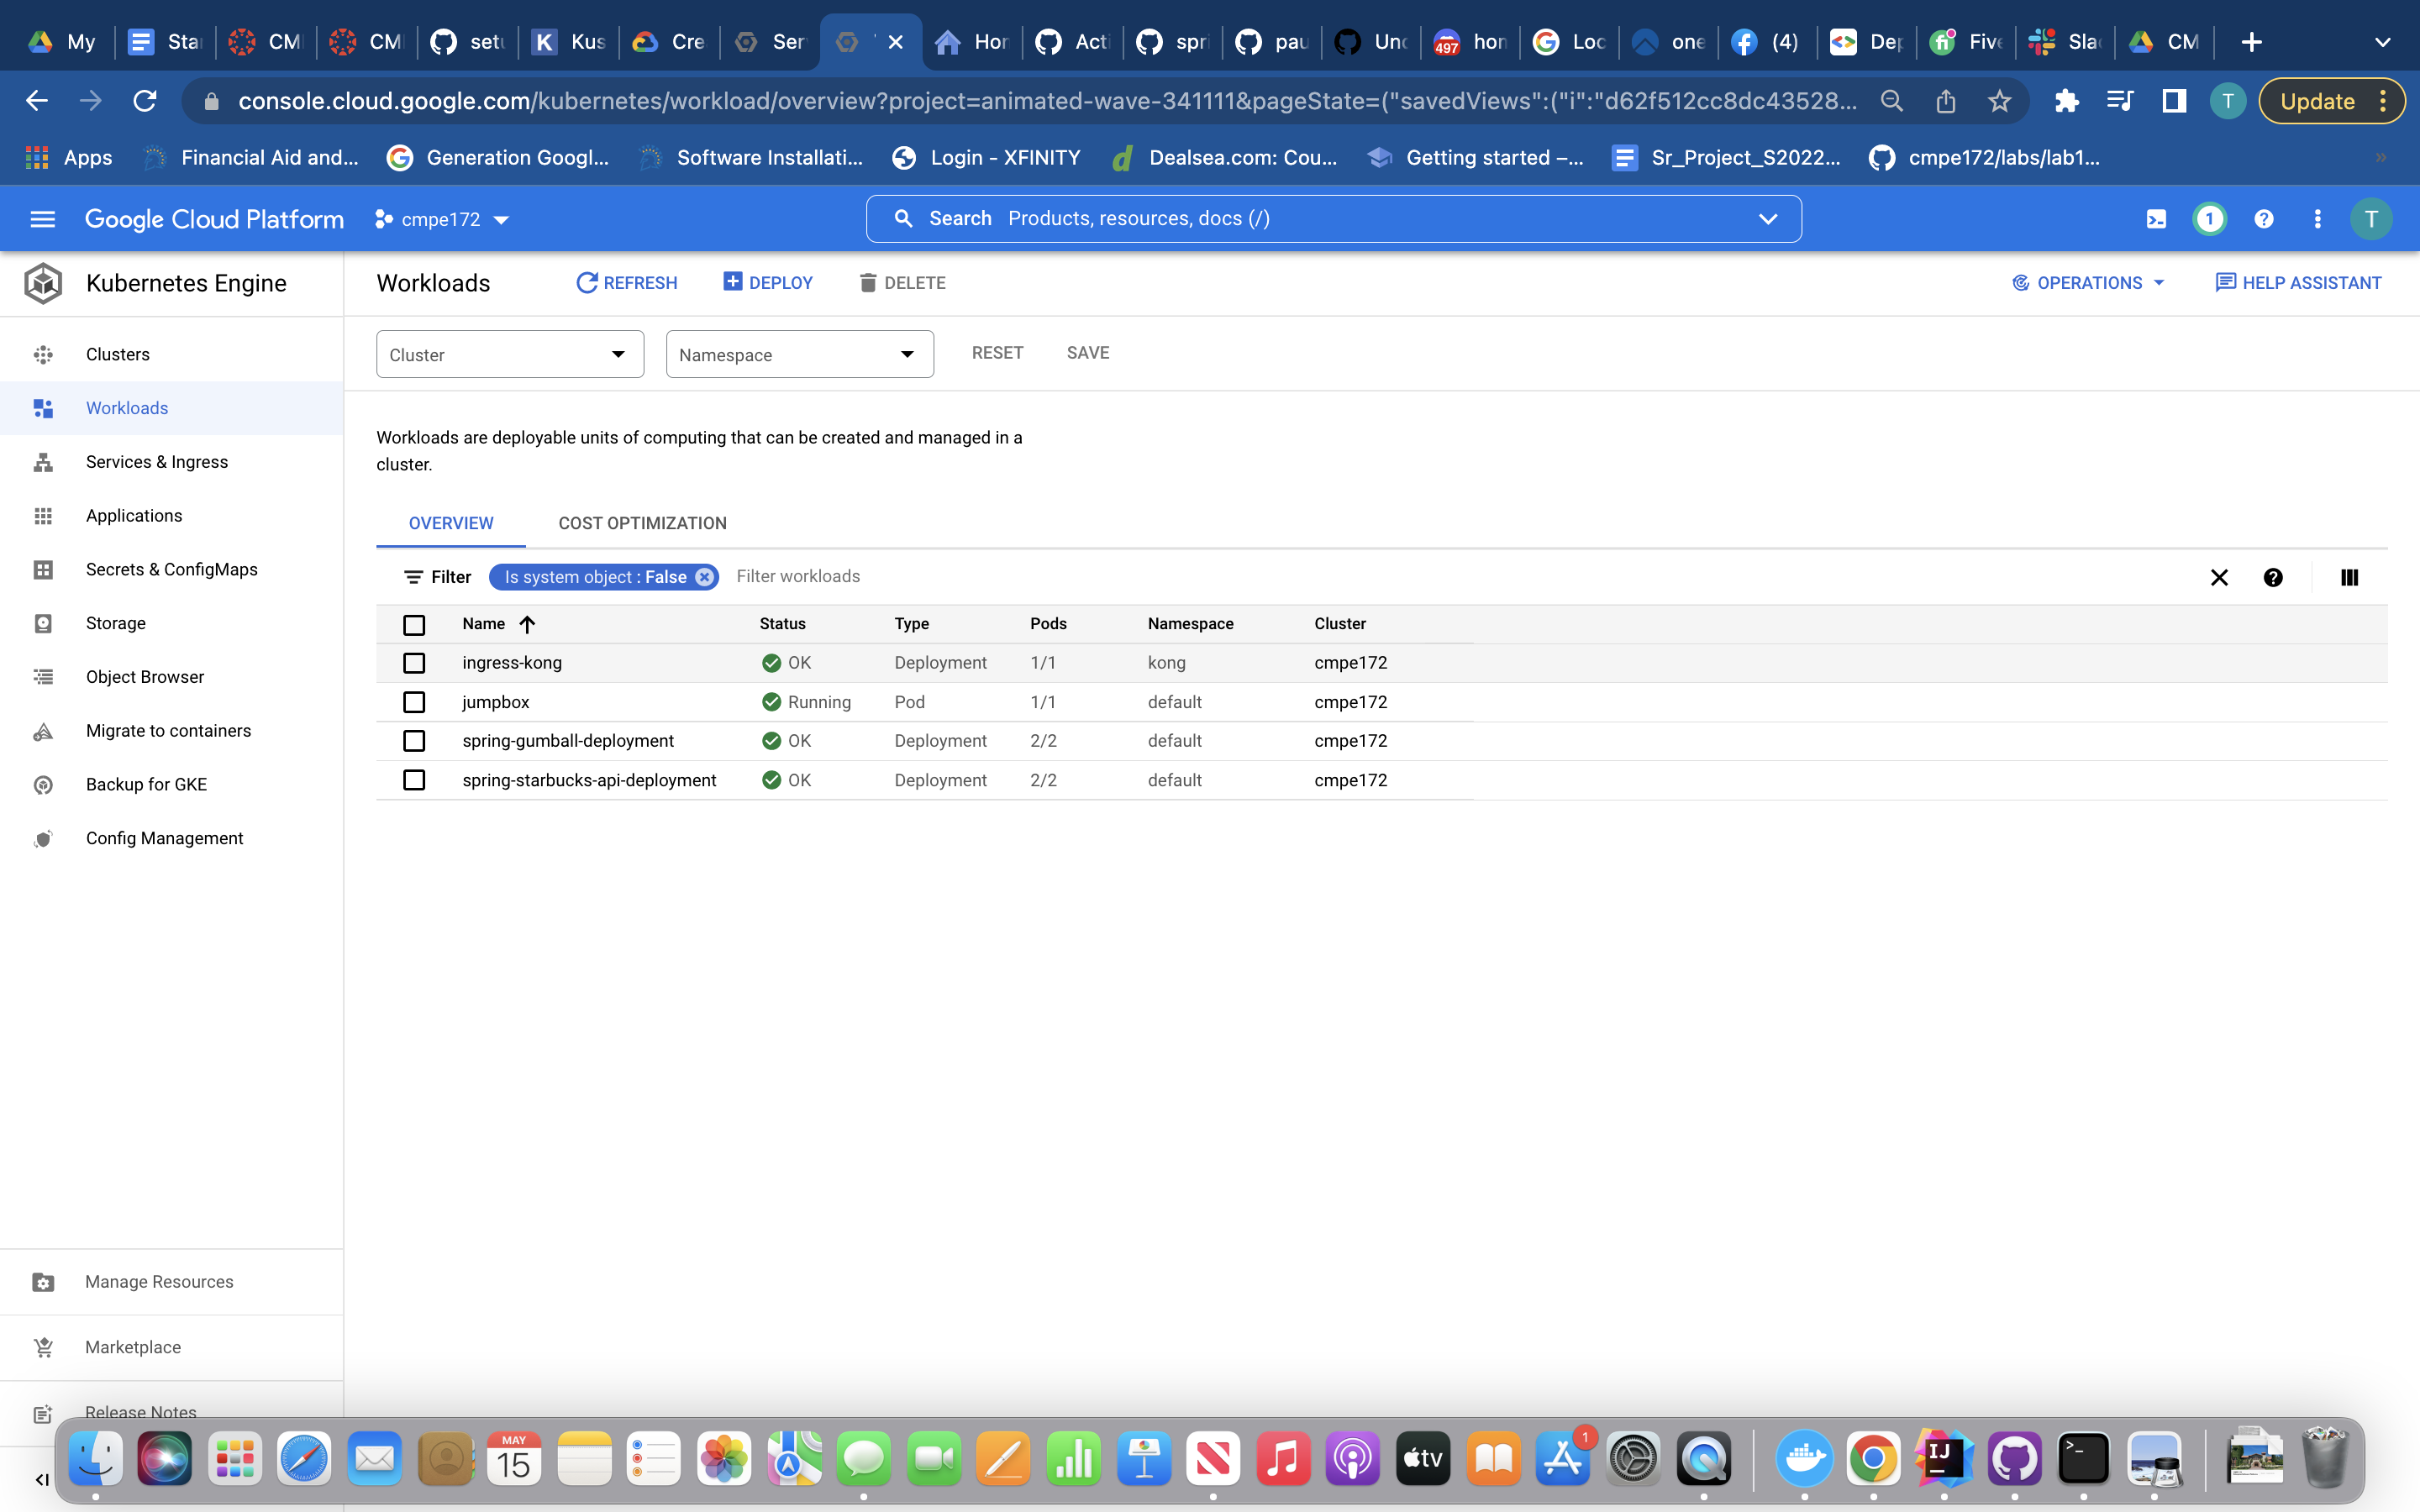 My Sta CM CM setu K Kus Cre Ser Hor Acti spri pau Unc 497 hor Loc one (4) Dep Five Sla CM
console.cloud.google.com/kubernetes/workload/overview?project=animated-wave-341111&pageState=("savedViews":("i":"d62f512cc8dc43528... T Update
Apps Financial Aid and... Generation Googl... Software Installati... Login - XFINITY d Dealsea.com: Cou... Getting started –... Sr_Project_S2022... cmpe172/labs/lab1... »
Google Cloud Platform cmpe172 Search Products, resources, docs (/) 1 T
Kubernetes Engine
Workloads REFRESH DEPLOY DELETE OPERATIONS HELP ASSISTANT
Clusters
Workloads
Services & Ingress
Applications
Secrets & ConfigMaps
Storage
Object Browser
Migrate to containers
Backup for GKE
Config Management
Manage Resources
Marketplace
Release Notes
Cluster Namespace RESET SAVE
Workloads are deployable units of computing that can be created and managed in a
cluster.
OVERVIEW COST OPTIMIZATION
Filter Is system object : False Filter workloads
Name Status Type Pods Namespace Cluster
ingress-kong OK Deployment 1/1 kong cmpe172
jumpbox Running Pod 1/1 default cmpe172
spring-gumball-deployment OK Deployment 2/2 default cmpe172
spring-starbucks-api-deployment OK Deployment 2/2 default cmpe172
MAY
15
tv
1
IJ